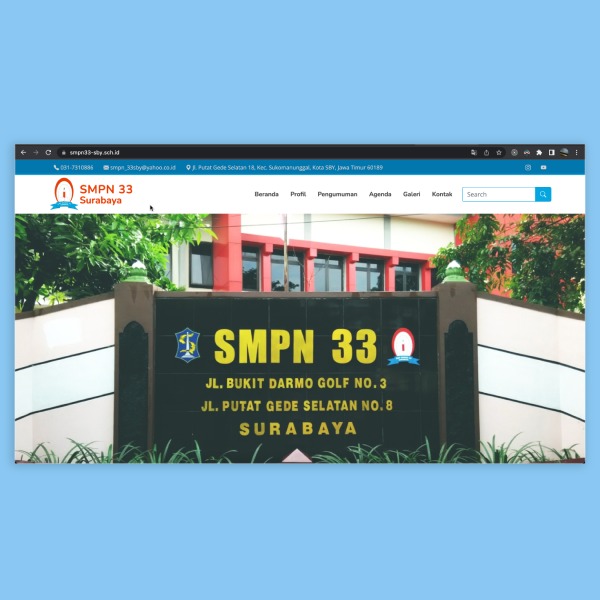 smpn33-sby.sch.id
031-7310886 smpn_33sby@yahoo.co.id Jl. Putat Gede Selatan 18, Kec. Sukomanunggal, Kota SBY, Jawa Timur 60189
SMPN 33
Surabaya
Beranda Profil Pengumuman Agenda Galeri Kontak Search
SMPN 33
JL. BUKIT DARMO GOLF NO. 3
JL. PUTAT GEDE SELATAN NO. 8
SURABAYA